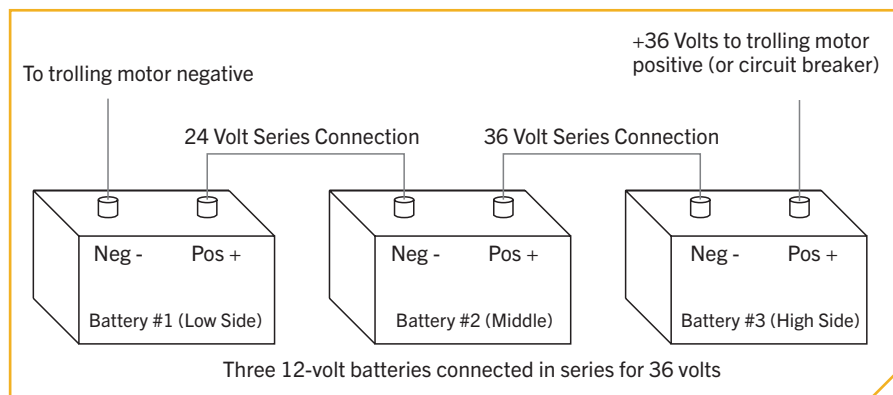 +36 Volts to trolling motor
positive (or circuit breaker)
To trolling motor negative
24 Volt Series Connection
36 Volt Series Connection
Neg -
Pos +
Neg -
Pos +
Neg -
Pos +
Battery #1 (Low Side)
Battery #2 (Middle)
Battery #3 (High Side)
Three 12-volt batteries connected in series for 36 volts